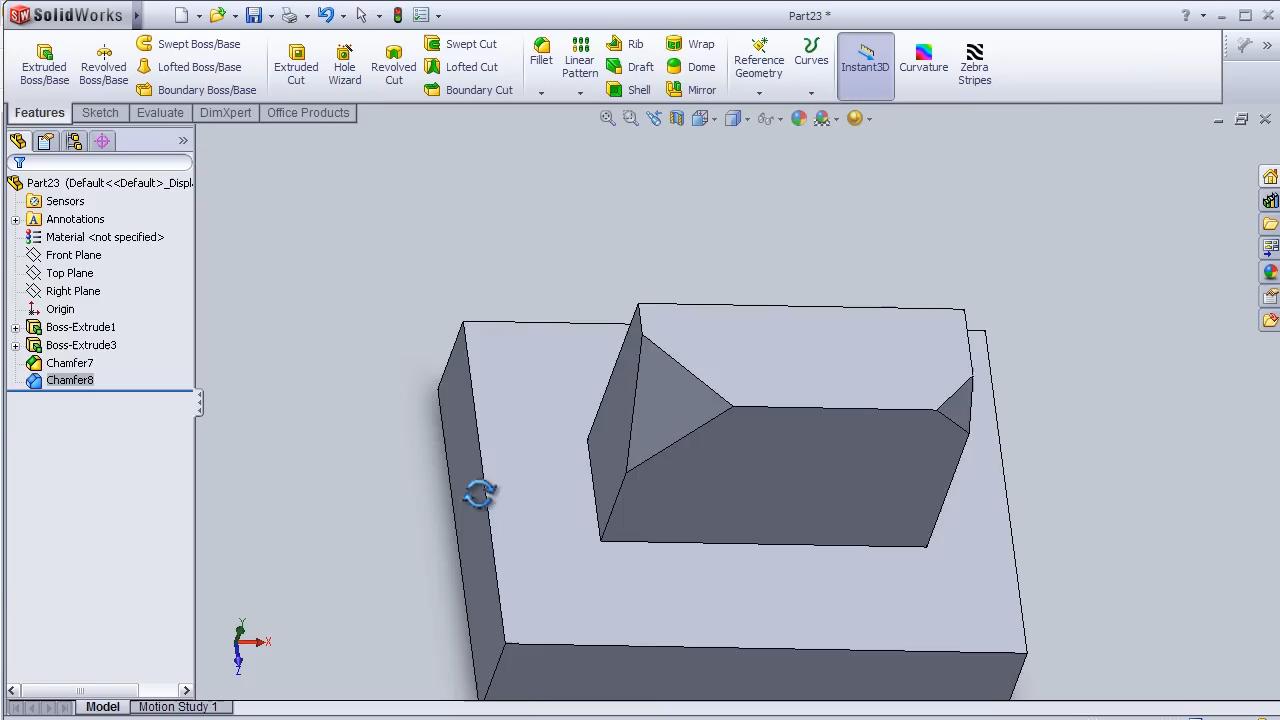 SolidWorks
Part23 *
Extruded Boss/Base
Revolved Boss/Base
Swept Boss/Base
Lofted Boss/Base
Boundary Boss/Base
Extruded Cut
Hole Wizard
Revolved Cut
Swept Cut
Lofted Cut
Boundary Cut
Fillet
Linear Pattern
Rib
Draft
Shell
Wrap
Dome
Mirror
Reference Geometry
Curves
Instant3D
Curvature
Zebra Stripes
Features
Sketch
Evaluate
DimXpert
Office Products
Part23 (Default<<Default>_Displ
Sensors
Annotations
Material <not specified>
Front Plane
Top Plane
Right Plane
Origin
Boss-Extrude1
Boss-Extrude3
Chamfer7
Chamfer8
Y
X
Z
Model
Motion Study 1